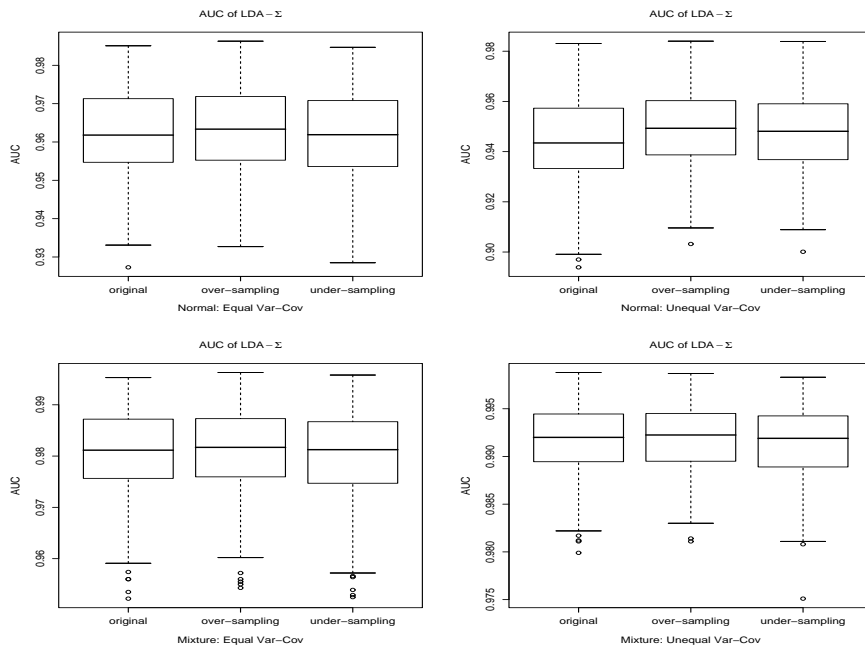 AUC of LDA – Σ
AUC
0.98
0.97
0.96
0.95
0.94
0.93
original over−sampling under−sampling
Normal: Equal Var−Cov
AUC of LDA – Σ
AUC
0.98
0.96
0.94
0.92
0.90
original over−sampling under−sampling
Normal: Unequal Var−Cov
AUC of LDA – Σ
AUC
0.99
0.98
0.97
0.96
original over−sampling under−sampling
Mixture: Equal Var−Cov
AUC of LDA – Σ
AUC
0.995
0.990
0.985
0.980
0.975
original over−sampling under−sampling
Mixture: Unequal Var−Cov